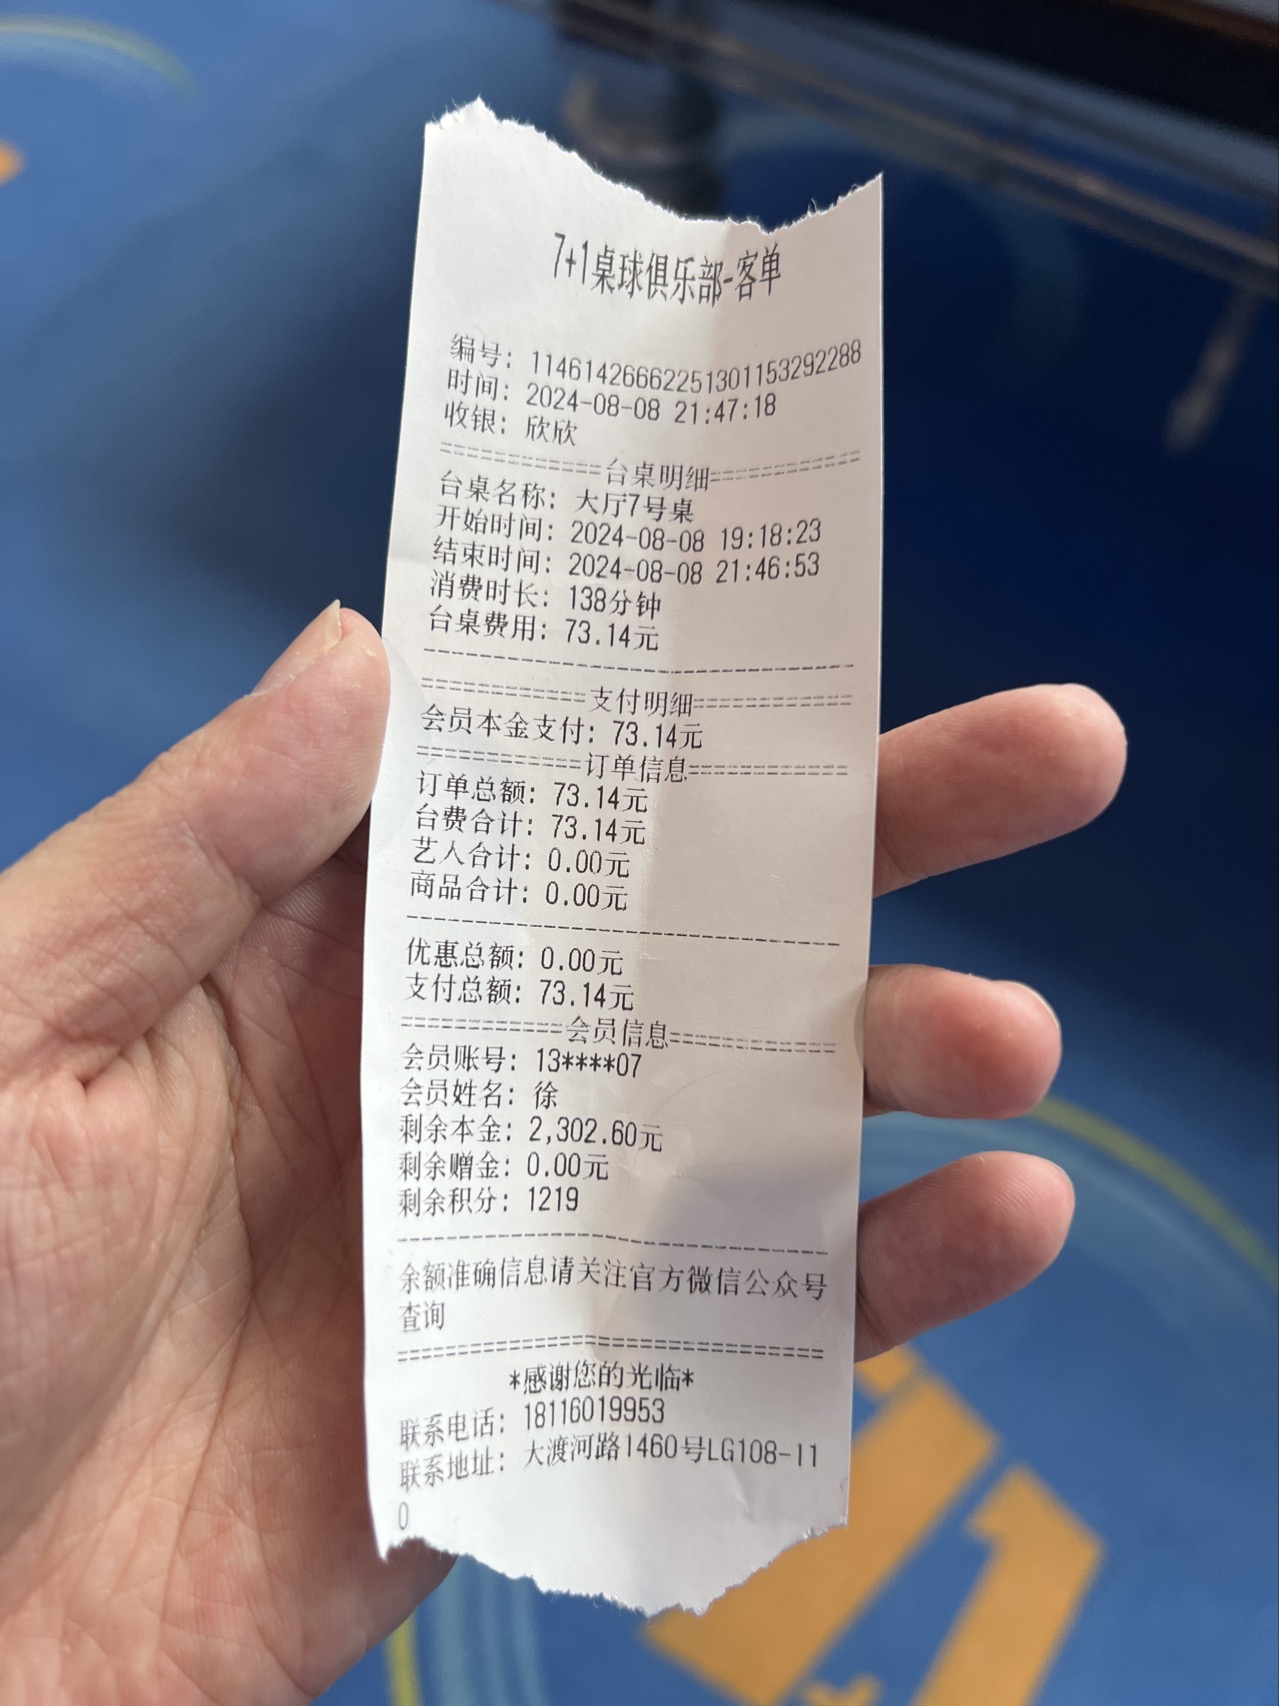 7+1桌球俱乐部-客单
编号: 11461426662251301153292288
时间: 2024-08-08 21:47:18
收银: 欣欣
===========台桌明细===========
台桌名称: 大厅7号桌
开始时间: 2024-08-08 19:18:23
结束时间: 2024-08-08 21:46:53
消费时长: 138分钟
台桌费用: 73.14元
--------------------------------
===========支付明细===========
会员本金支付: 73.14元
===========订单信息===========
订单总额: 73.14元
台费合计: 73.14元
艺人合计: 0.00元
商品合计: 0.00元
--------------------------------
优惠总额: 0.00元
支付总额: 73.14元
===========会员信息===========
会员账号: 13****07
会员姓名: 徐
剩余本金: 2,302.60元
剩余赠金: 0.00元
剩余积分: 1219
--------------------------------
余额准确信息请关注官方微信公众号
查询
================================
*感谢您的光临*
联系电话: 18116019953
联系地址: 大渡河路1460号LG108-11
0
7+1